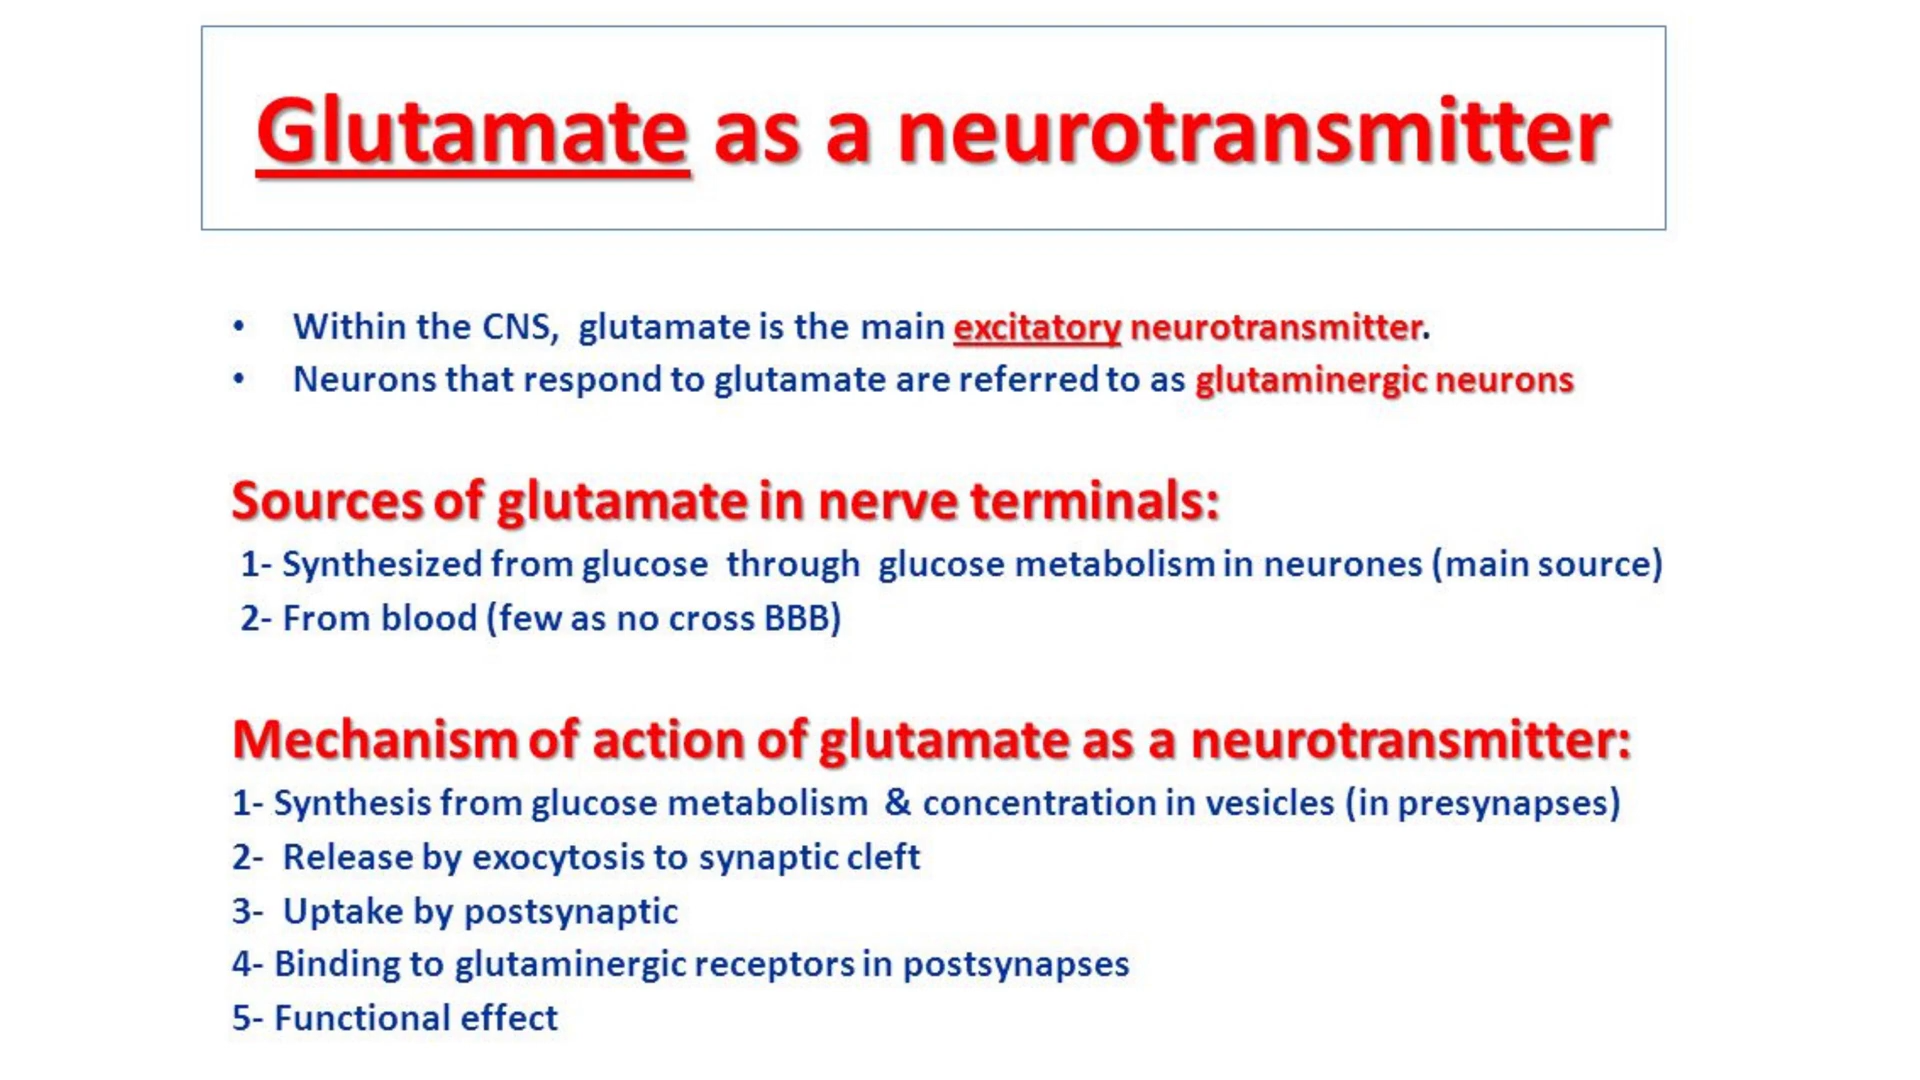 Glutamate as a neurotransmitter
• Within the CNS, glutamate is the main excitatory neurotransmitter.
• Neurons that respond to glutamate are referred to as glutaminergic neurons
Sources of glutamate in nerve terminals:
1- Synthesized from glucose through glucose metabolism in neurones (main source)
2- From blood (few as no cross BBB)
Mechanism of action of glutamate as a neurotransmitter:
1- Synthesis from glucose metabolism & concentration in vesicles (in presynapses)
2- Release by exocytosis to synaptic cleft
3- Uptake by postsynaptic
4- Binding to glutaminergic receptors in postsynapses
5- Functional effect